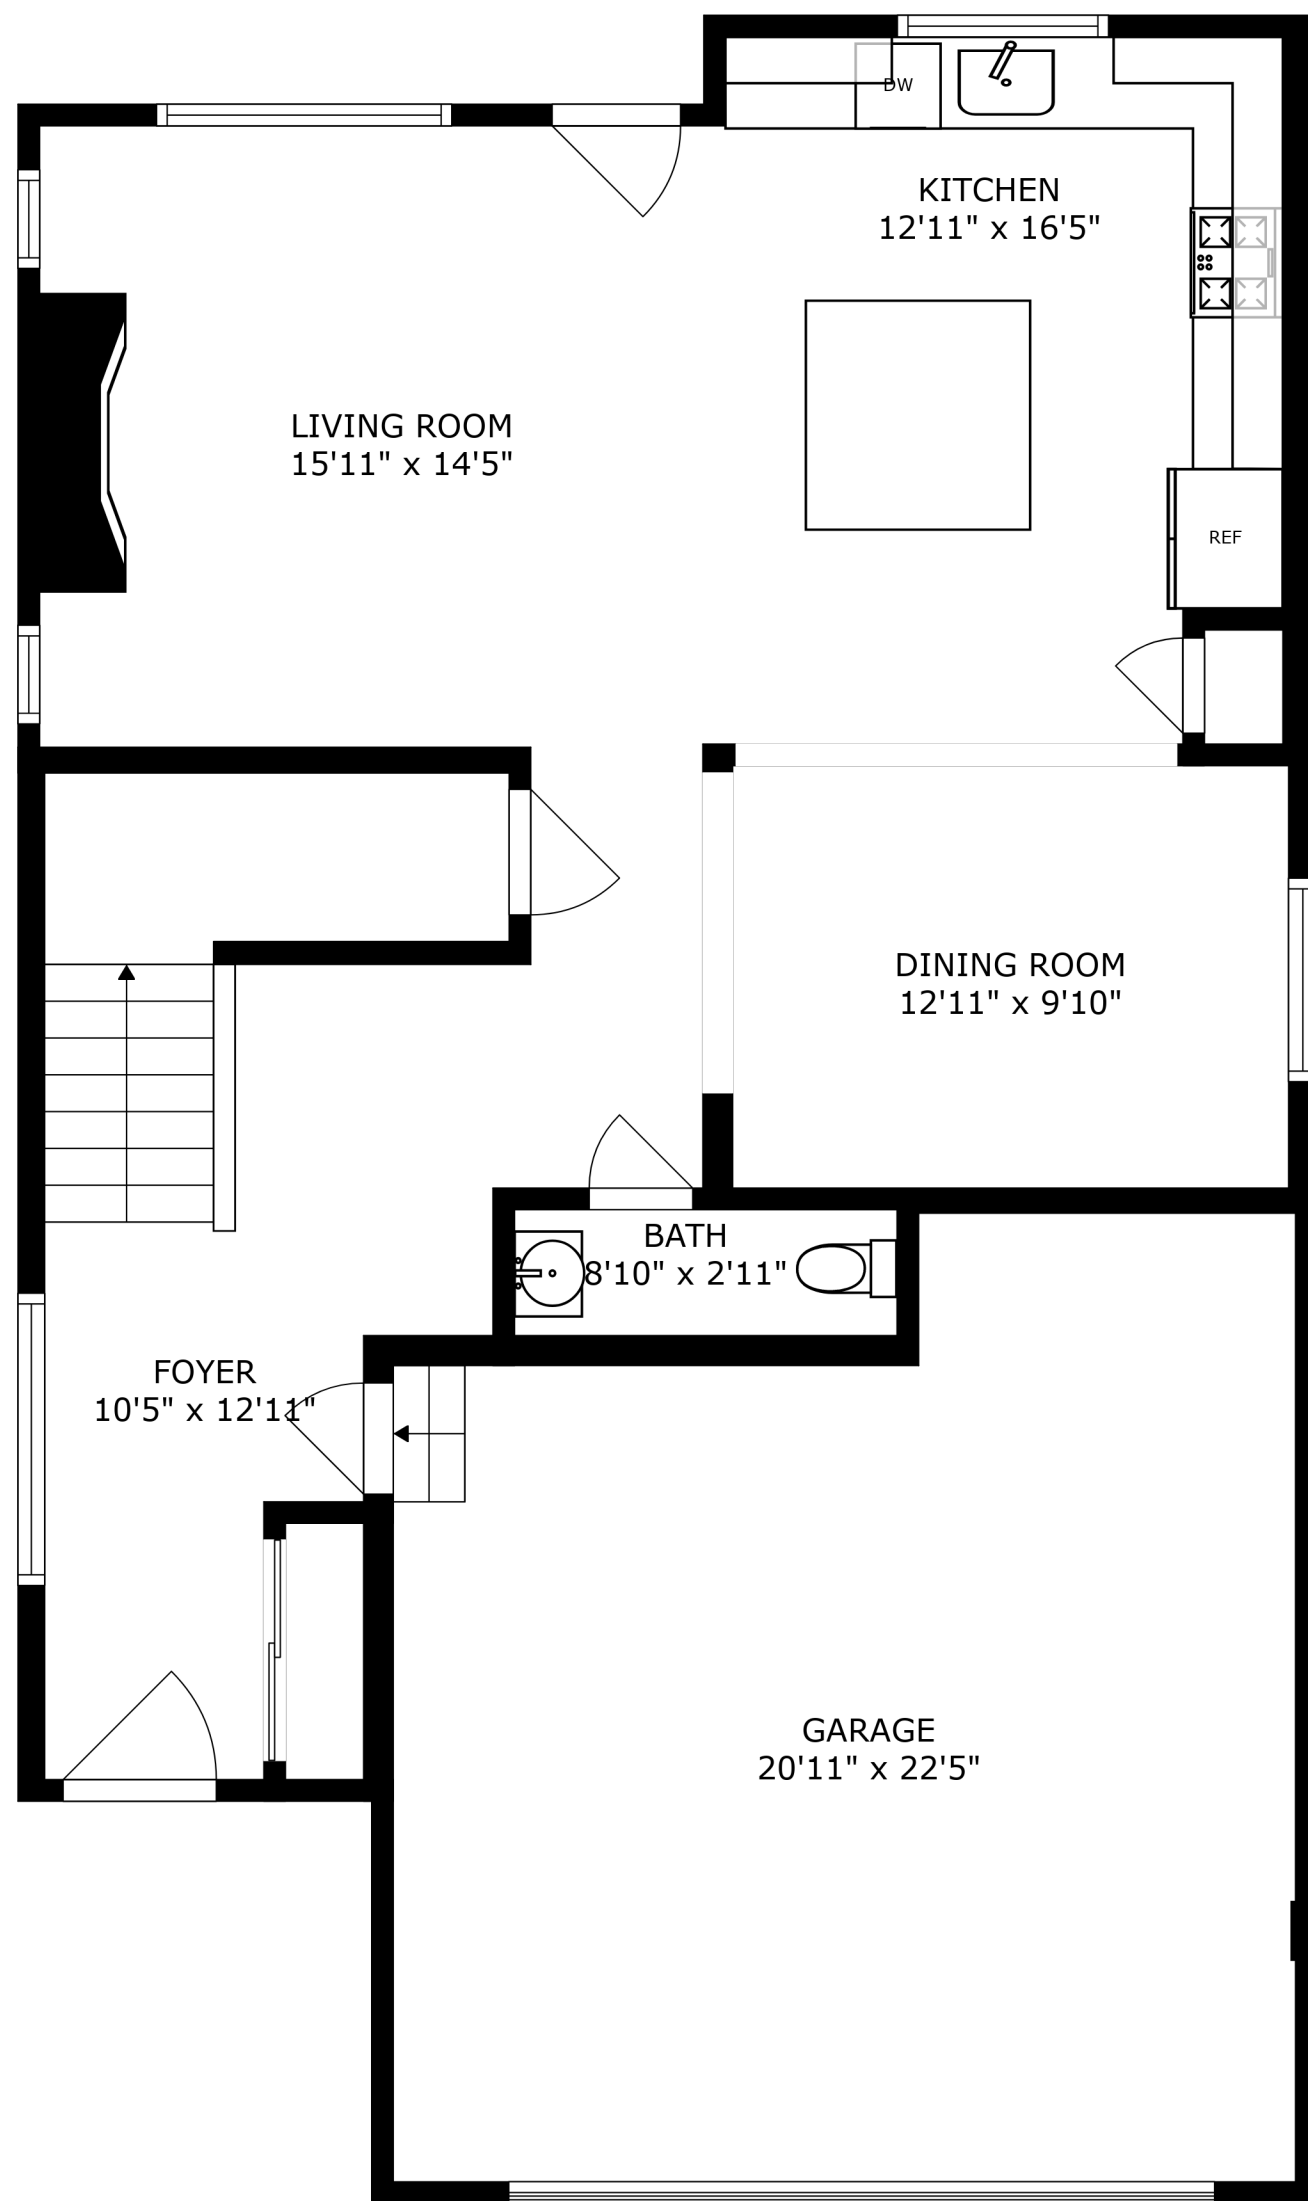 DW
KITCHEN
12'11" x 16'5"
LIVING ROOM
15'11" x 14'5"
REF
DINING ROOM
12'11" x 9'10"
BATH
8'10" x 2'11"
FOYER
10'5" x 12'11"
GARAGE
20'11" x 22'5"